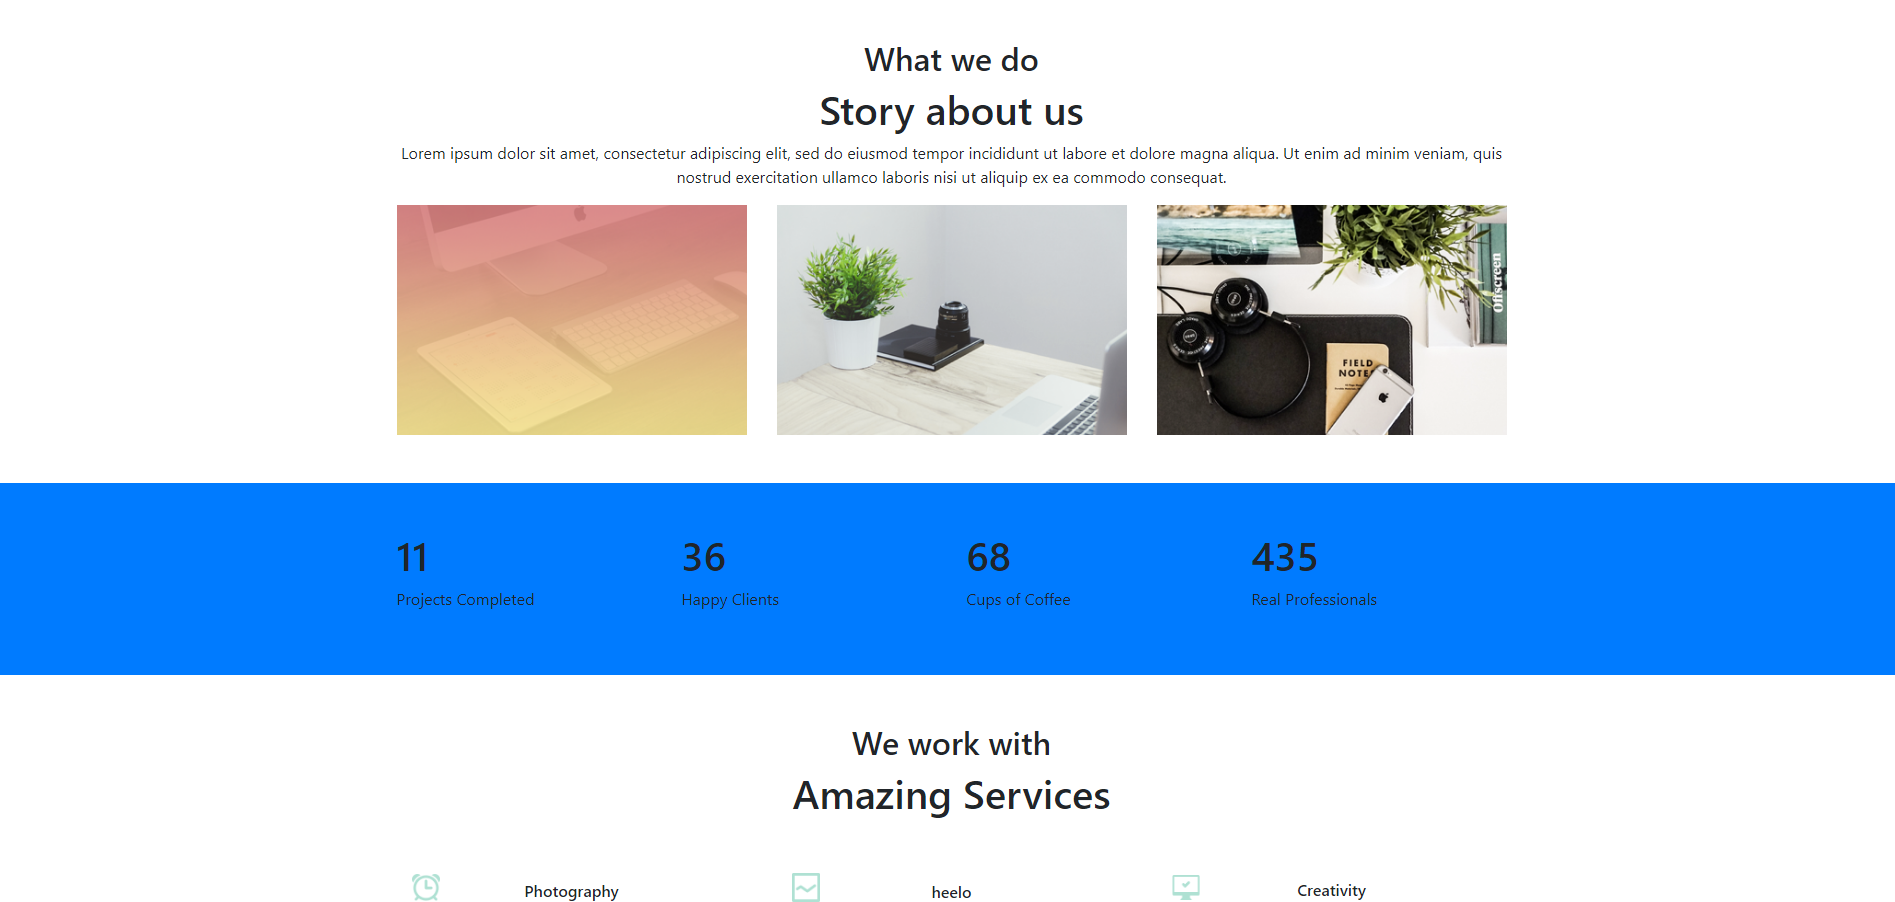 What we do
Story about us
Lorem ipsum dolor sit amet, consectetur adipiscing elit, sed do eiusmod tempor incididunt ut labore et dolore magna aliqua. Ut enim ad minim veniam, quis
nostrud exercitation ullamco laboris nisi ut aliquip ex ea commodo consequat.
Offscreen
FIELD
NOTE
11
36
68
435
Projects Completed
Happy Clients
Cups of Coffee
Real Professionals
We work with
Amazing Services
Photography
heelo
Creativity